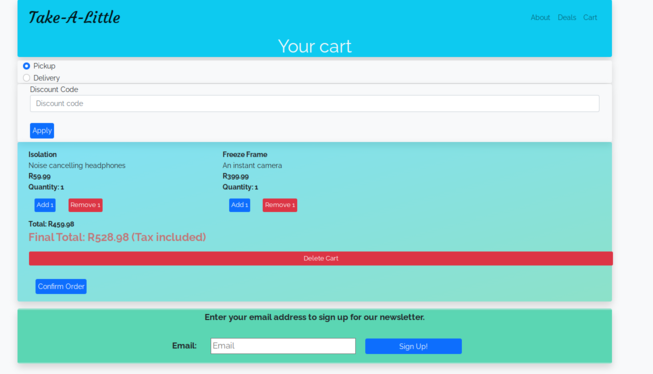 Take-A-Little
About Deals Cart
Your cart
Pickup
Delivery
Discount Code
Discount code
Apply
Isolation
Noise cancelling headphones
R59.99
Quantity: 1
Add 1 Remove 1
Freeze Frame
An instant camera
R399.99
Quantity: 1
Add 1 Remove 1
Total: R459.98
Final Total: R528.98 (Tax included)
Delete Cart
Confirm Order
Enter your email address to sign up for our newsletter.
Email: Email Sign Up!